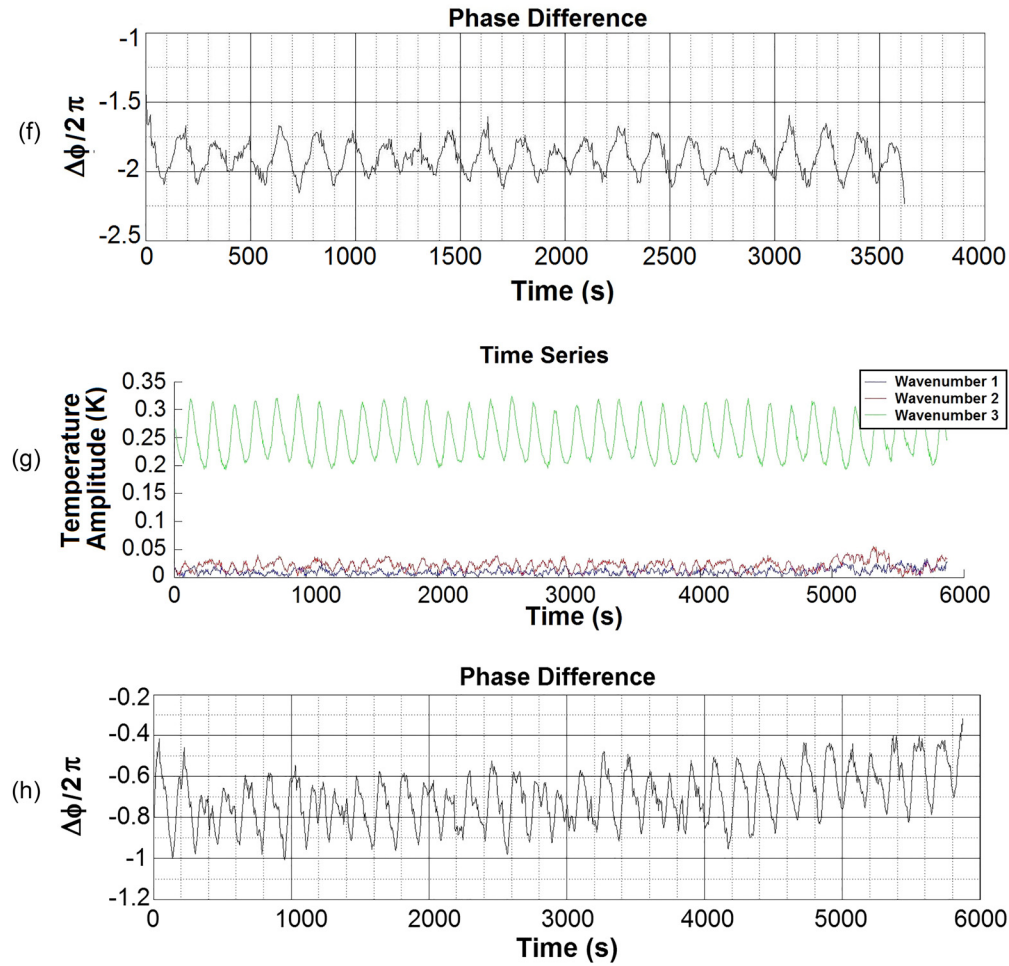 Phase Difference
(f)
Δϕ/2π
-1
-1.5
-2
-2.5
0 500 1000 1500 2000 2500 3000 3500 4000
Time (s)
Time Series
(g)
Temperature
Amplitude (K)
0.35
0.3
0.25
0.2
0.15
0.1
0.05
0
Wavenumber 1
Wavenumber 2
Wavenumber 3
0 1000 2000 3000 4000 5000 6000
Time (s)
Phase Difference
(h)
Δϕ/2π
-0.2
-0.4
-0.6
-0.8
-1
-1.2
0 1000 2000 3000 4000 5000 6000
Time (s)